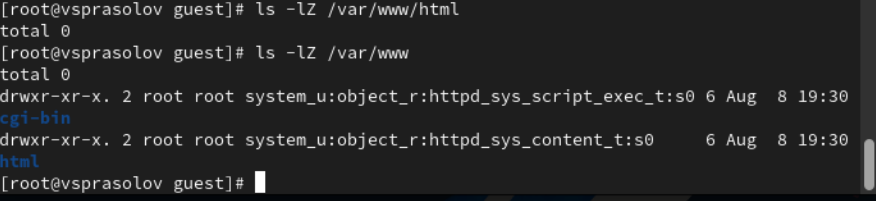 [root@vsprasolov guest]# ls -lZ /var/www/html
total 0
[root@vsprasolov guest]# ls -lZ /var/www
total 0
drwxr-xr-x. 2 root root system_u:object_r:httpd_sys_script_exec_t:s0 6 Aug  8 19:30
cgi-bin
drwxr-xr-x. 2 root root system_u:object_r:httpd_sys_content_t:s0     6 Aug  8 19:30
html
[root@vsprasolov guest]#